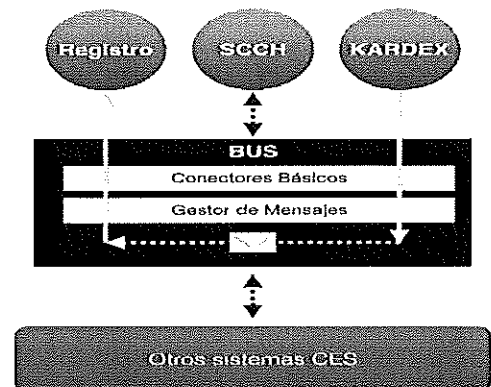 Registro SCCH KARDEX
BUS
Conectores Básicos
Gestor de Mensajes
Otros sistemas CES